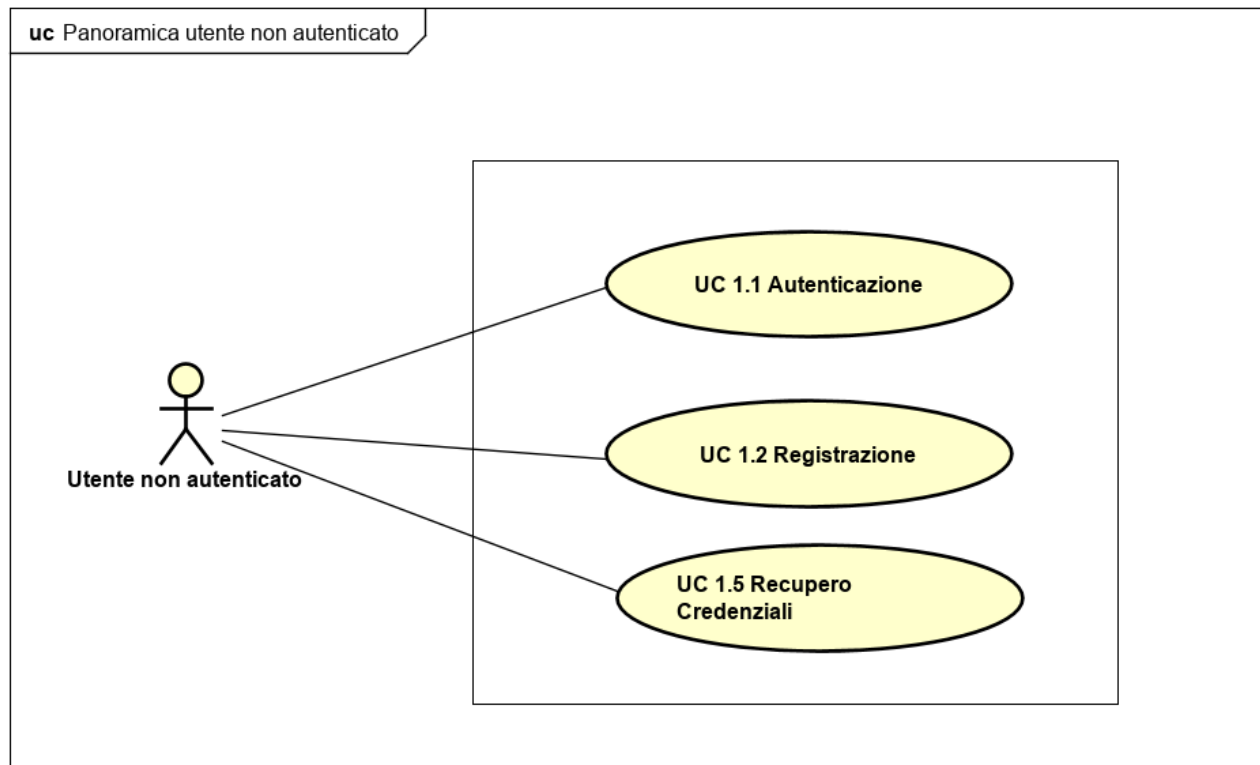 uc Panoramica utente non autenticato
UC 1.1 Autenticazione
UC 1.2 Registrazione
Utente non autenticato
UC 1.5 Recupero
Credenziali